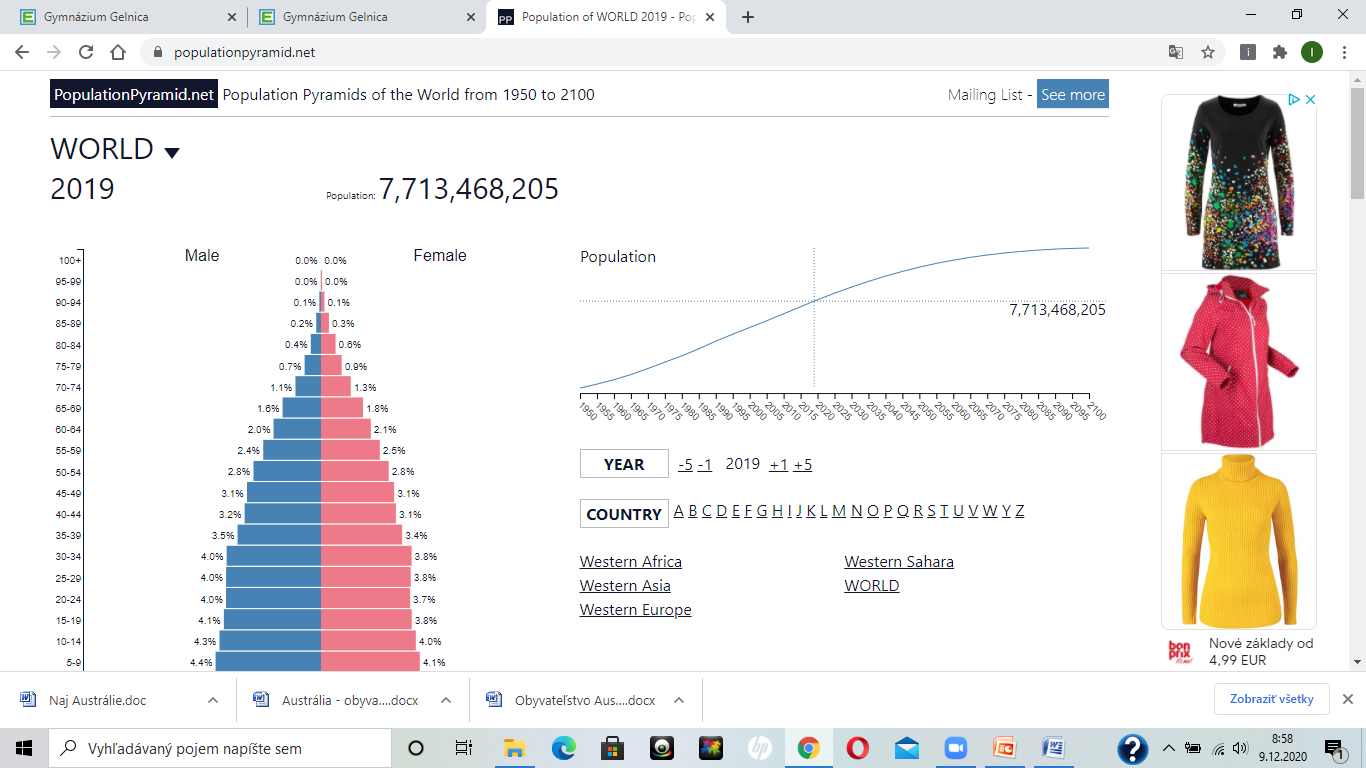 Gymnázium Gelnica
Gymnázium Gelnica
PP Population of WORLD 2019 - Pop
populationpyramid.net
PopulationPyramid.net Population Pyramids of the World from 1950 to 2100
Mailing List - See more
WORLD
2019
Population: 7,713,468,205
Male Female
100+ 0.0% 0.0%
95-99 0.0% 0.0%
90-94 0.1% 0.1%
85-89 0.2% 0.3%
80-84 0.4% 0.6%
75-79 0.7% 0.9%
70-74 1.1% 1.3%
65-69 1.6% 1.8%
60-64 2.0% 2.1%
55-59 2.4% 2.5%
50-54 2.8% 2.8%
45-49 3.1% 3.1%
40-44 3.2% 3.1%
35-39 3.5% 3.4%
30-34 4.0% 3.8%
25-29 4.0% 3.8%
20-24 4.0% 3.7%
15-19 4.1% 3.8%
10-14 4.3% 4.0%
5-9 4.4% 4.1%
Population
7,713,468,205
1950 1955 1960 1965 1970 1975 1980 1985 1990 1995 2000 2005 2010 2015 2020 2025 2030 2035 2040 2045 2050 2055 2060 2065 2070 2075 2080 2085 2090 2095 2100
YEAR -5 -1 2019 +1 +5
COUNTRY A B C D E F G H I J K L M N O P Q R S T U V W Y Z
Western Africa
Western Asia
Western Europe
Western Sahara
WORLD
bon prix
it's me!
Nové základy od
4,99 EUR
Naj Austrálie.doc
Austrália - obyva....docx
Obyvateľstvo Aus....docx
Zobraziť všetky
Vyhľadávaný pojem napíšte sem
hp
8:58
9.12.2020
1